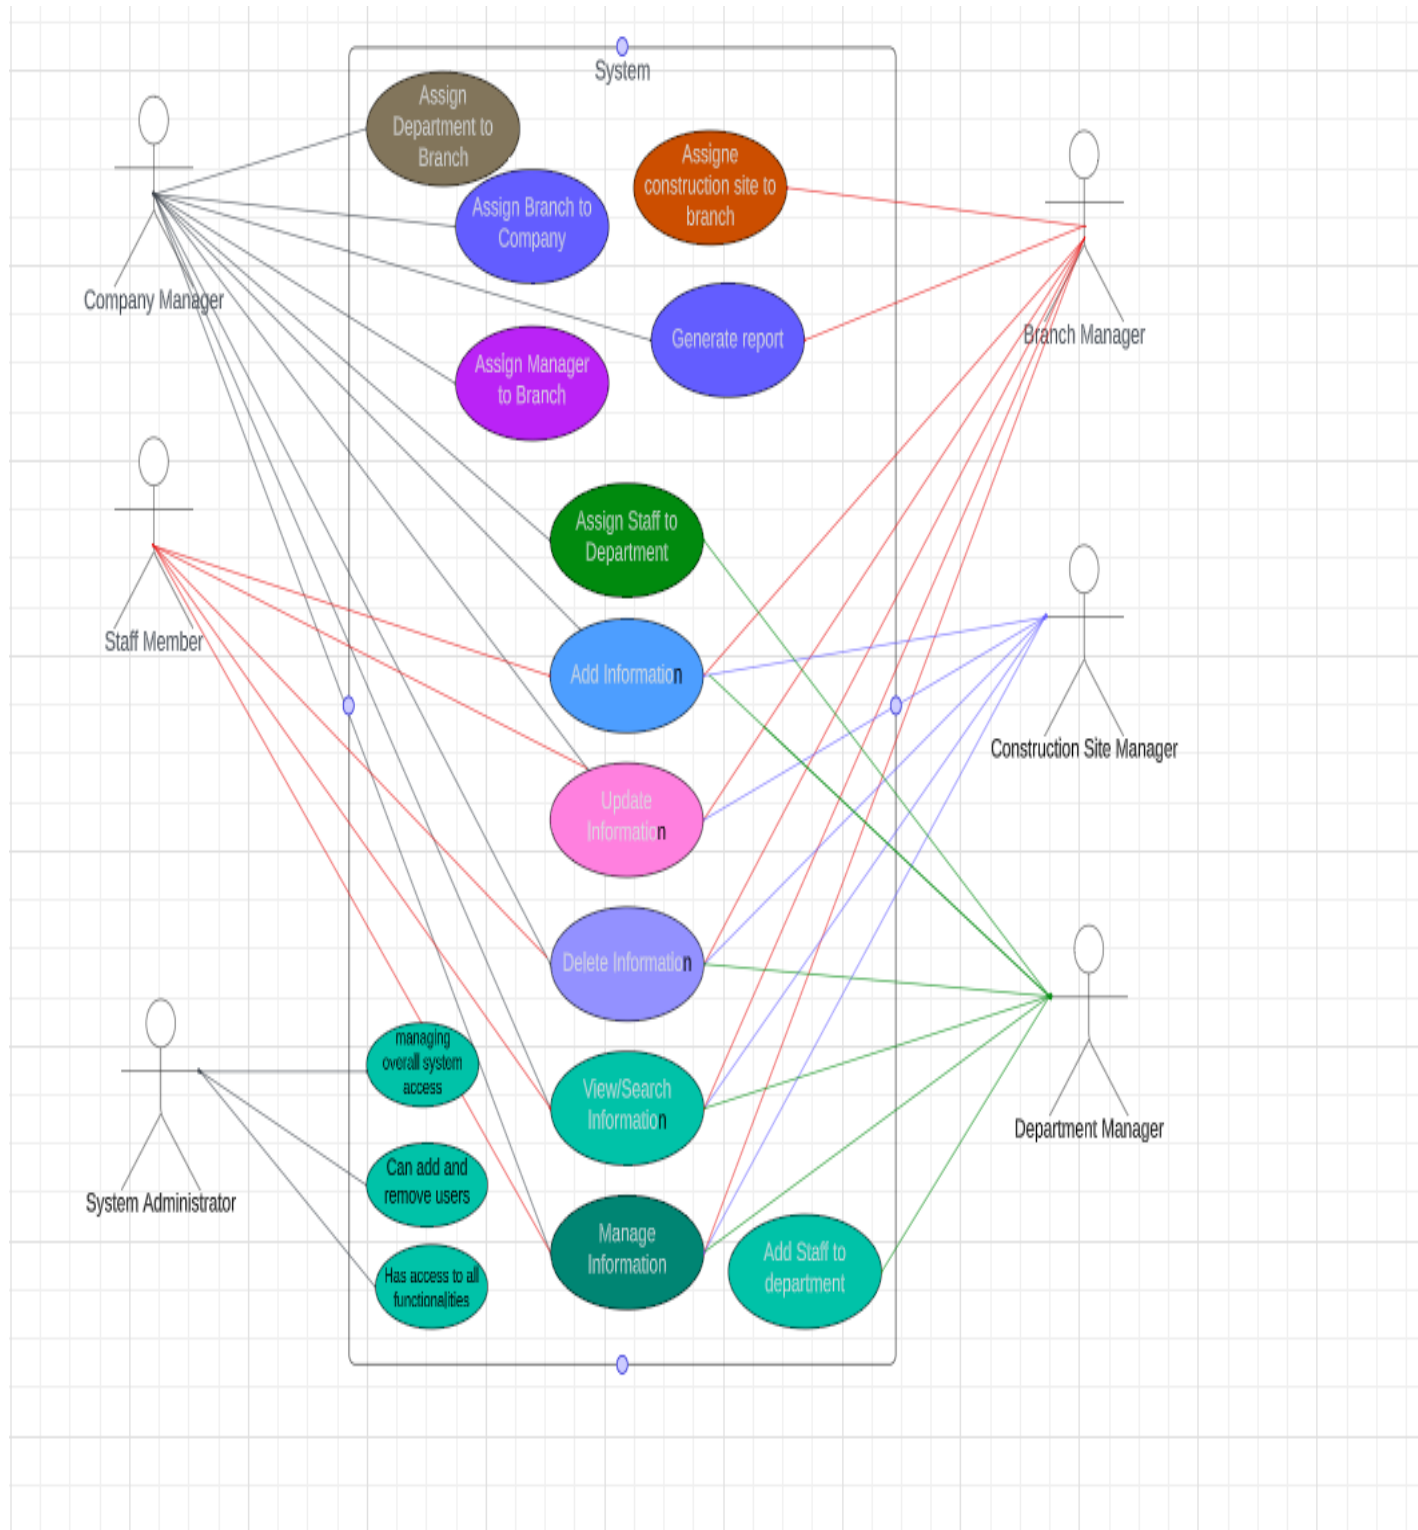 System
Assign
Department to
Branch
Assigne
construction site to
branch
Assign Branch to
Company
Company Manager
Generate report
Branch Manager
Assign Manager
to Branch
Assign Staff to
Department
Staff Member
Add Information
Construction Site Manager
Update
Information
Delete Information
managing
overall system
access
View/Search
Information
Department Manager
Can add and
remove users
System Administrator
Manage
Information
Add Staff to
department
Has access to all
functionalities